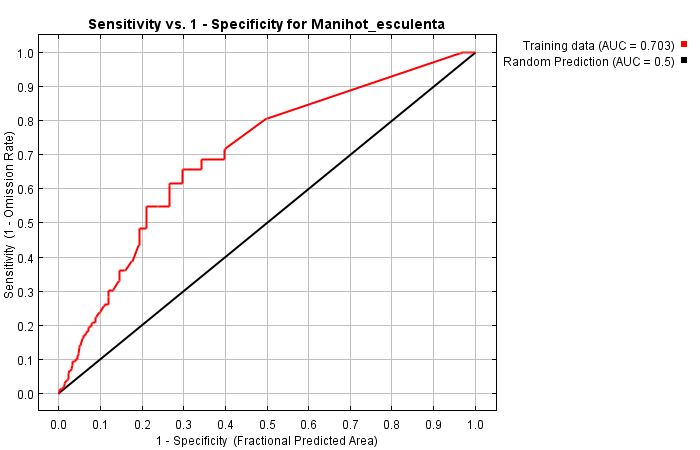 Sensitivity vs. 1 - Specificity for Manihot_esculenta
Training data (AUC = 0.703)
Random Prediction (AUC = 0.5)
Sensitivity (1 - Omission Rate)
1.0
0.9
0.8
0.7
0.6
0.5
0.4
0.3
0.2
0.1
0.0
0.0 0.1 0.2 0.3 0.4 0.5 0.6 0.7 0.8 0.9 1.0
1 - Specificity (Fractional Predicted Area)